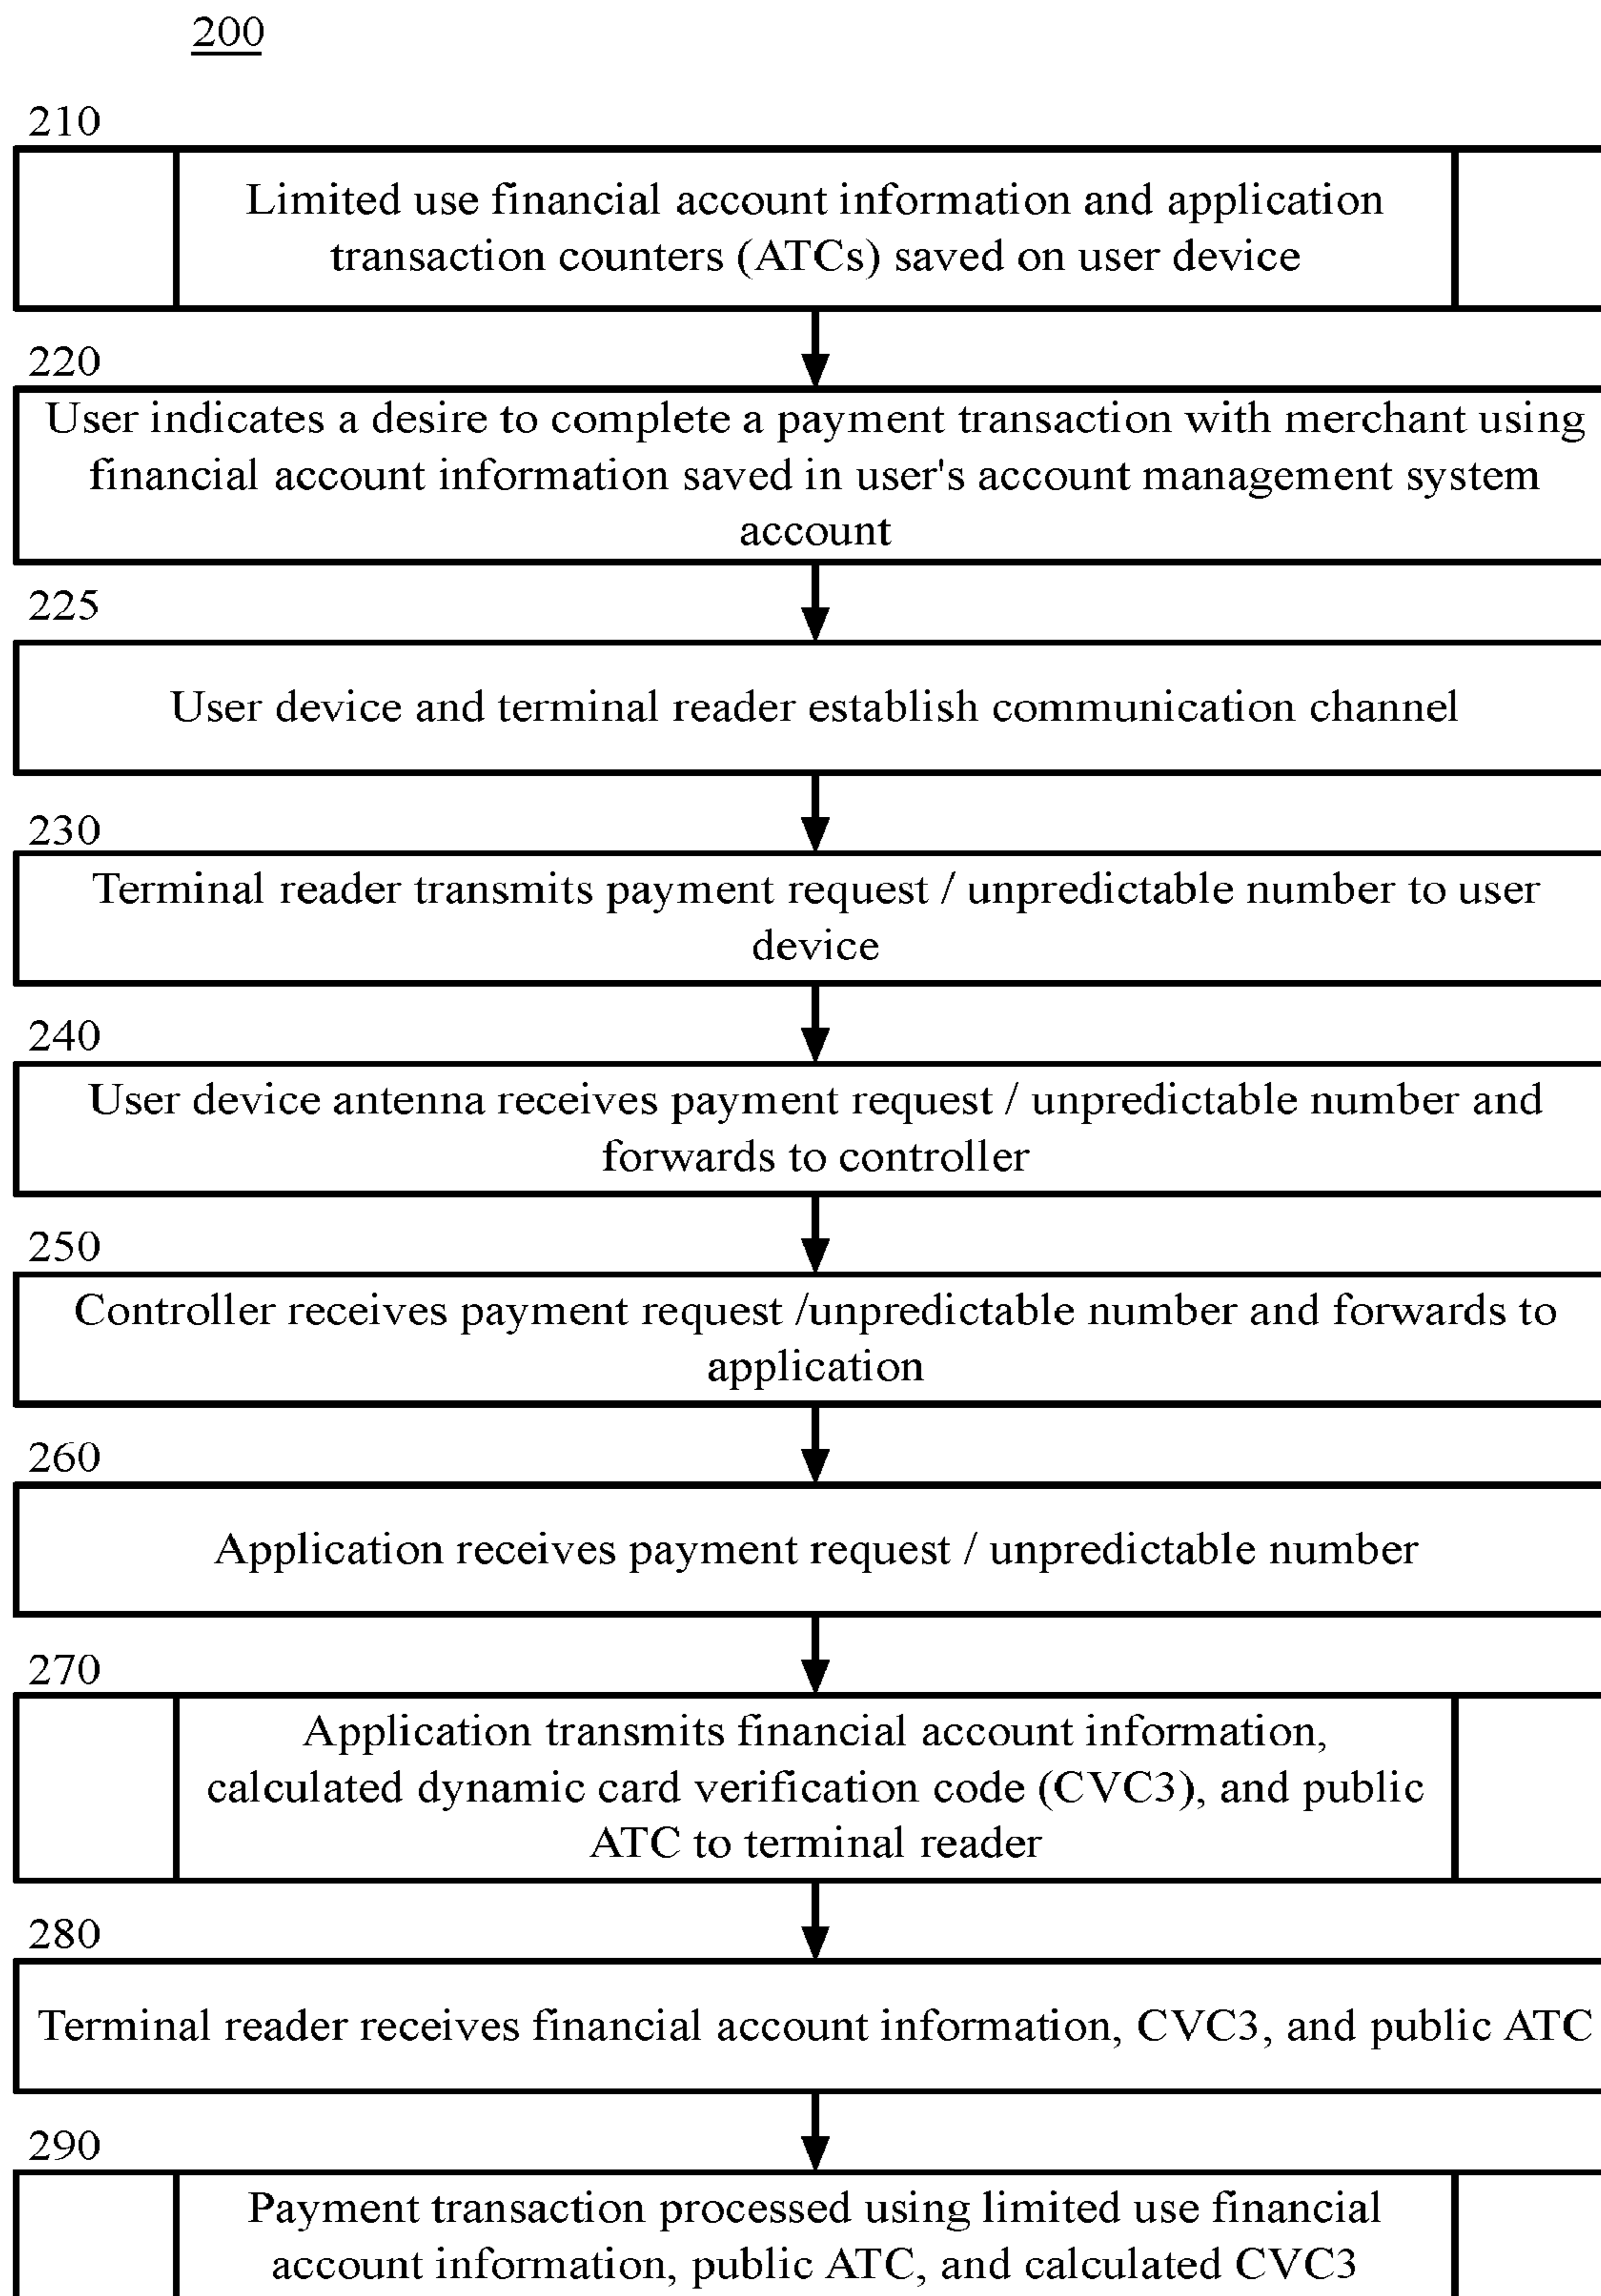 200
210
Limited use financial account information and application
transaction counters (ATCs) saved on user device
220
User indicates a desire to complete a payment transaction with merchant using
financial account information saved in user's account management system
account
225
User device and terminal reader establish communication channel
230
Terminal reader transmits payment request / unpredictable number to user
device
240
User device antenna receives payment request / unpredictable number and
forwards to controller
250
Controller receives payment request /unpredictable number and forwards to
application
260
Application receives payment request / unpredictable number
270
Application transmits financial account information,
calculated dynamic card verification code (CVC3), and public
ATC to terminal reader
280
Terminal reader receives financial account information, CVC3, and public ATC
290
Payment transaction processed using limited use financial
account information, public ATC, and calculated CVC3